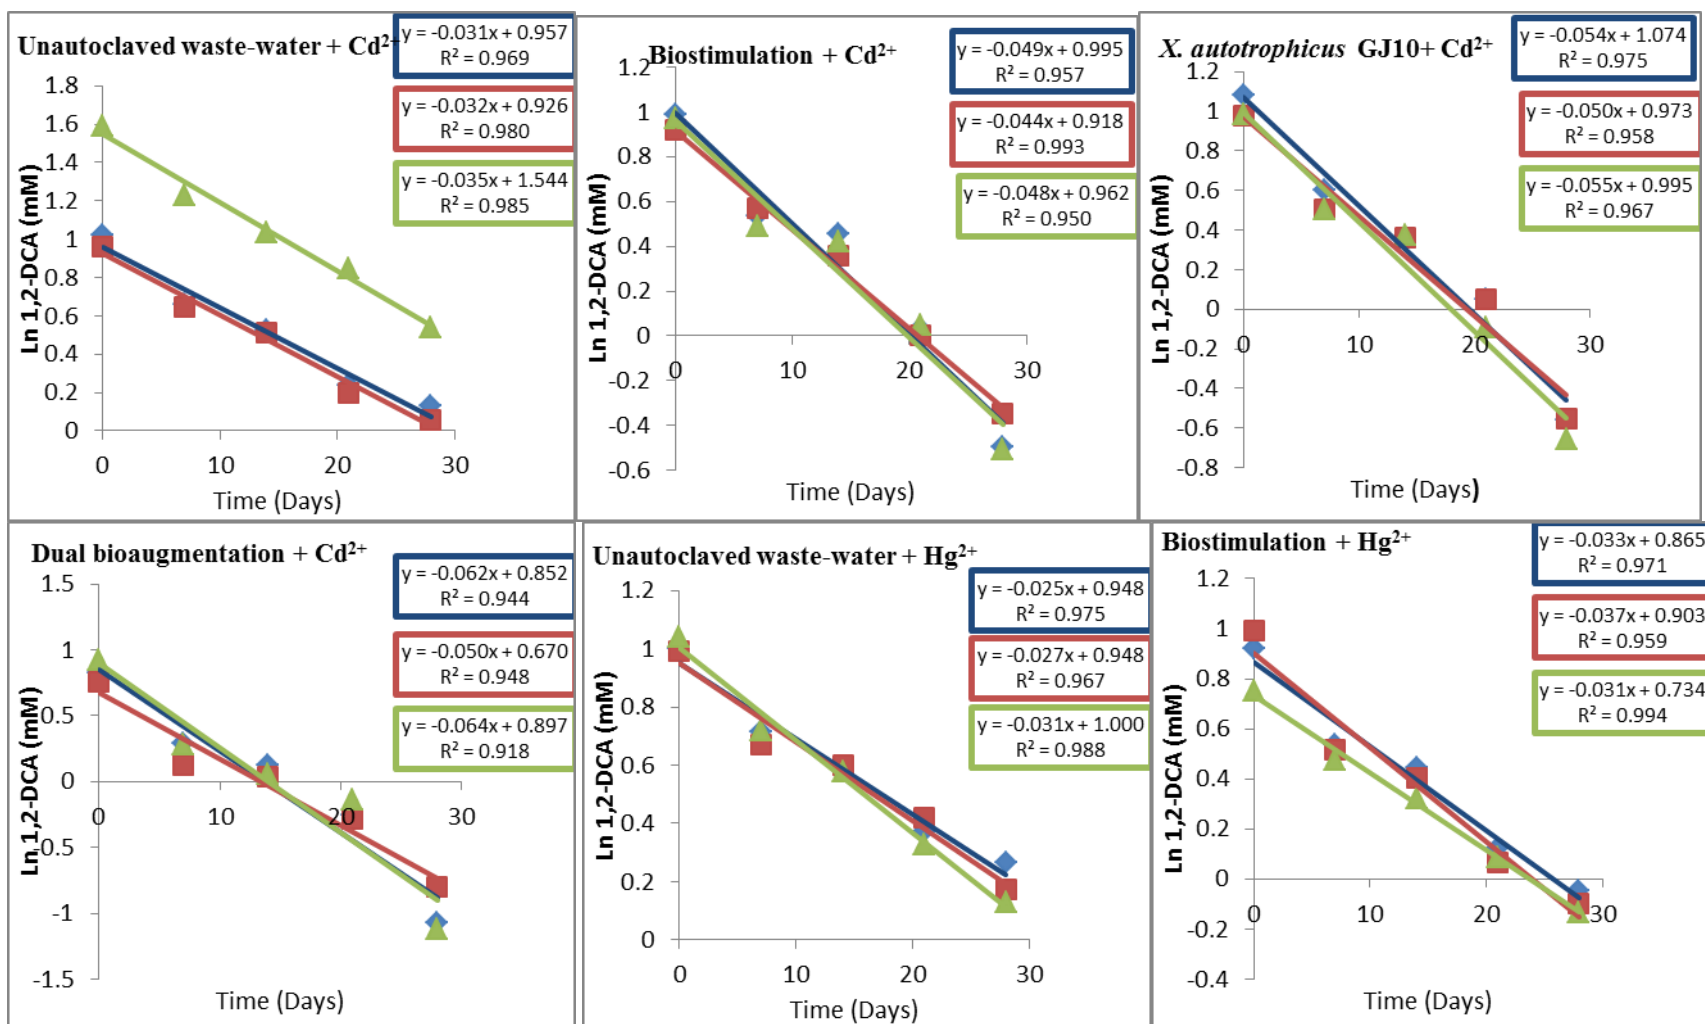 Unautoclaved waste-water + Cd²⁺
y = -0.031x + 0.957
R² = 0.969
y = -0.032x + 0.926
R² = 0.980
y = -0.035x + 1.544
R² = 0.985
Ln 1,2-DCA (mM)
1.8
1.6
1.4
1.2
1
0.8
0.6
0.4
0.2
0
0 10 20 30
Time (Days)
Biostimulation + Cd²⁺
y = -0.049x + 0.995
R² = 0.957
y = -0.044x + 0.918
R² = 0.993
y = -0.048x + 0.962
R² = 0.950
Ln 1,2-DCA (mM)
1.2
1
0.8
0.6
0.4
0.2
0
-0.2
-0.4
-0.6
0 10 20 30
Time (Days)
X. autotrophicus GJ10+ Cd²⁺
y = -0.054x + 1.074
R² = 0.975
y = -0.050x + 0.973
R² = 0.958
y = -0.055x + 0.995
R² = 0.967
Ln 1,2-DCA (mM)
1.2
1
0.8
0.6
0.4
0.2
0
-0.2
-0.4
-0.6
-0.8
0 10 20 30
Time (Days)
Dual bioaugmentation + Cd²⁺
y = -0.062x + 0.852
R² = 0.944
y = -0.050x + 0.670
R² = 0.948
y = -0.064x + 0.897
R² = 0.918
Ln 1,2-DCA (mM)
1.5
1
0.5
0
-0.5
-1
-1.5
0 10 20 30
Time (Days)
Unautoclaved waste-water + Hg²⁺
y = -0.025x + 0.948
R² = 0.975
y = -0.027x + 0.948
R² = 0.967
y = -0.031x + 1.000
R² = 0.988
Ln 1,2-DCA (mM)
1.2
1
0.8
0.6
0.4
0.2
0
0 10 20 30
Time (Days)
Biostimulation + Hg²⁺
y = -0.033x + 0.865
R² = 0.971
y = -0.037x + 0.903
R² = 0.959
y = -0.031x + 0.734
R² = 0.994
Ln 1,2-DCA (mM)
1.2
1
0.8
0.6
0.4
0.2
0
-0.2
-0.4
0 10 20 30
Time (Days)